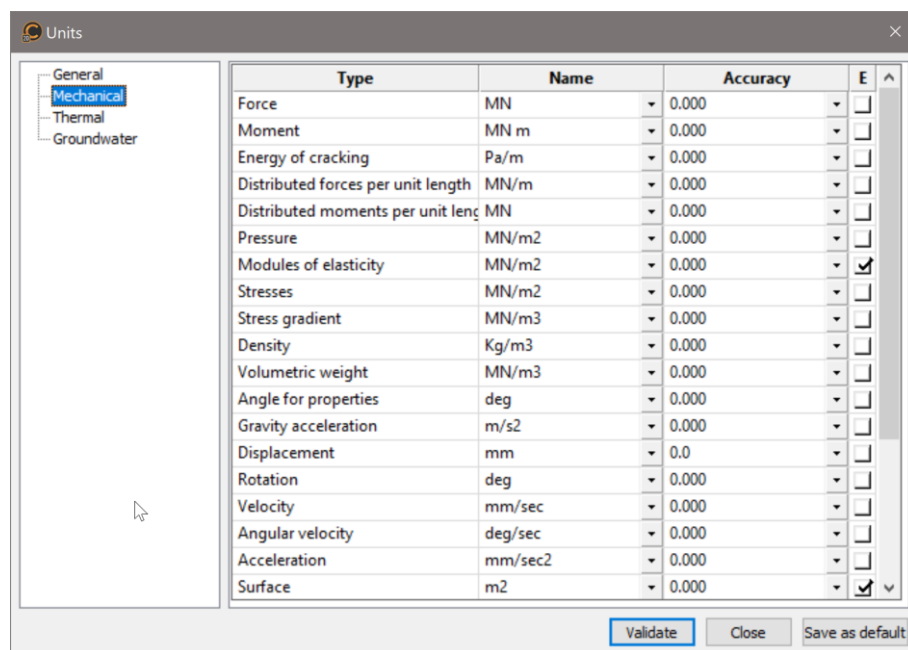 Units
General
Mechanical
Thermal
Groundwater
Type Name Accuracy E
Force MN 0.000
Moment MN m 0.000
Energy of cracking Pa/m 0.000
Distributed forces per unit length MN/m 0.000
Distributed moments per unit leng MN 0.000
Pressure MN/m2 0.000
Modules of elasticity MN/m2 0.000
Stresses MN/m2 0.000
Stress gradient MN/m3 0.000
Density Kg/m3 0.000
Volumetric weight MN/m3 0.000
Angle for properties deg 0.000
Gravity acceleration m/s2 0.000
Displacement mm 0.0
Rotation deg 0.000
Velocity mm/sec 0.000
Angular velocity deg/sec 0.000
Acceleration mm/sec2 0.000
Surface m2 0.000
Validate Close Save as default